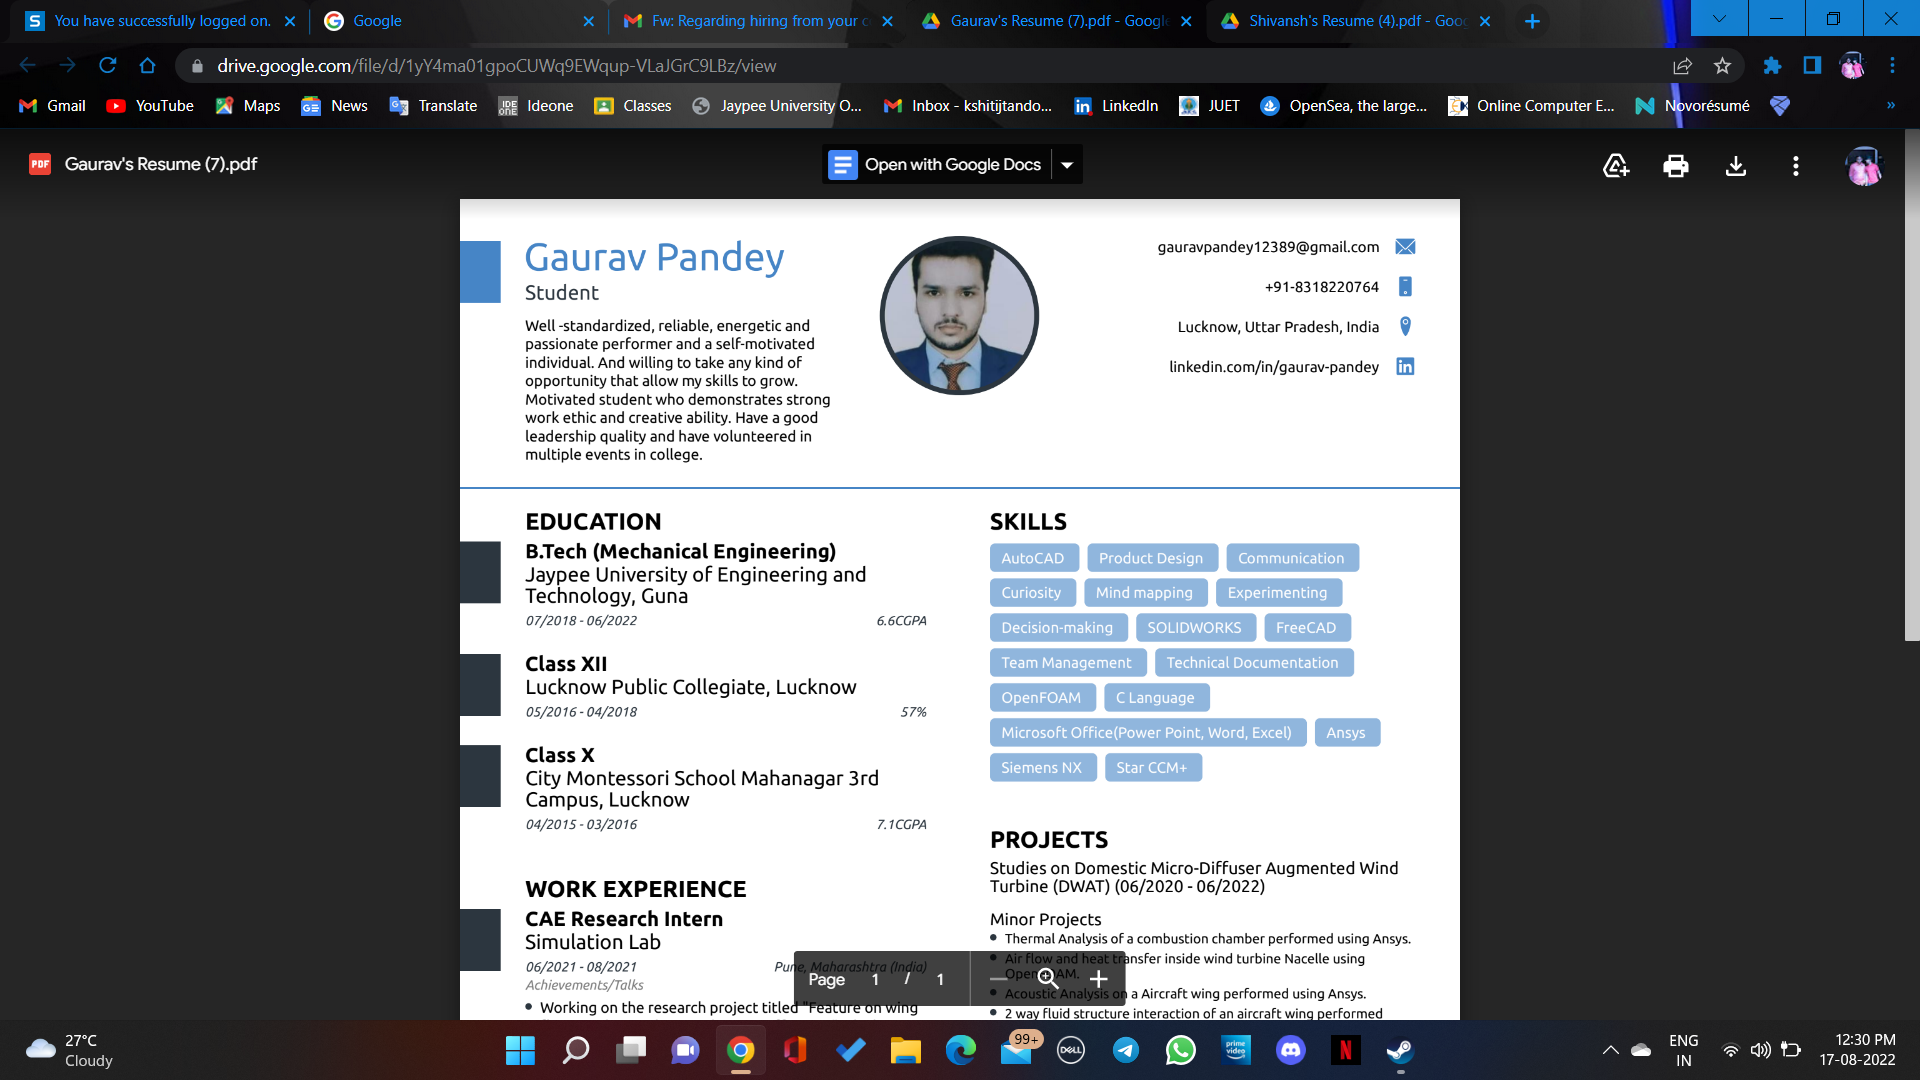 You have successfully logged on.
Google
Fw: Regarding hiring from your c
Gaurav's Resume (7).pdf - Google
Shivansh's Resume (4).pdf - Goog
drive.google.com/file/d/1yY4ma01gpoCUWq9EWqup-VLaJGrC9LBz/view
Gmail
YouTube
Maps
News
Translate
Ideone
Classes
Jaypee University O...
Inbox - kshitijtando...
LinkedIn
JUET
OpenSea, the large...
Online Computer E...
Novorésumé
»
PDF
Gaurav's Resume (7).pdf
Open with Google Docs
Gaurav Pandey
Student
Well -standardized, reliable, energetic and
passionate performer and a self-motivated
individual. And willing to take any kind of
opportunity that allow my skills to grow.
Motivated student who demonstrates strong
work ethic and creative ability. Have a good
leadership quality and have volunteered in
multiple events in college.
gauravpandey12389@gmail.com
+91-8318220764
Lucknow, Uttar Pradesh, India
linkedin.com/in/gaurav-pandey
EDUCATION
B.Tech (Mechanical Engineering)
Jaypee University of Engineering and
Technology, Guna
07/2018 - 06/2022 6.6CGPA
Class XII
Lucknow Public Collegiate, Lucknow
05/2016 - 04/2018 57%
Class X
City Montessori School Mahanagar 3rd
Campus, Lucknow
04/2015 - 03/2016 7.1CGPA
WORK EXPERIENCE
CAE Research Intern
Simulation Lab
06/2021 - 08/2021 Pune, Maharashtra (India)
Achievements/Talks
Working on the research project titled "Feature on wing
SKILLS
AutoCAD Product Design Communication
Curiosity Mind mapping Experimenting
Decision-making SOLIDWORKS FreeCAD
Team Management Technical Documentation
OpenFOAM C Language
Microsoft Office(Power Point, Word, Excel) Ansys
Siemens NX Star CCM+
PROJECTS
Studies on Domestic Micro-Diffuser Augmented Wind
Turbine (DWAT) (06/2020 - 06/2022)
Minor Projects
Thermal Analysis of a combustion chamber performed using Ansys.
Air flow and heat transfer inside wind turbine Nacelle using
OpenFOAM.
Acoustic Analysis on a Aircraft wing performed using Ansys.
2 way fluid structure interaction of an aircraft wing performed
Page 1 / 1
27°C
Cloudy
99+
DELL
prime video
ENG
IN
12:30 PM
17-08-2022